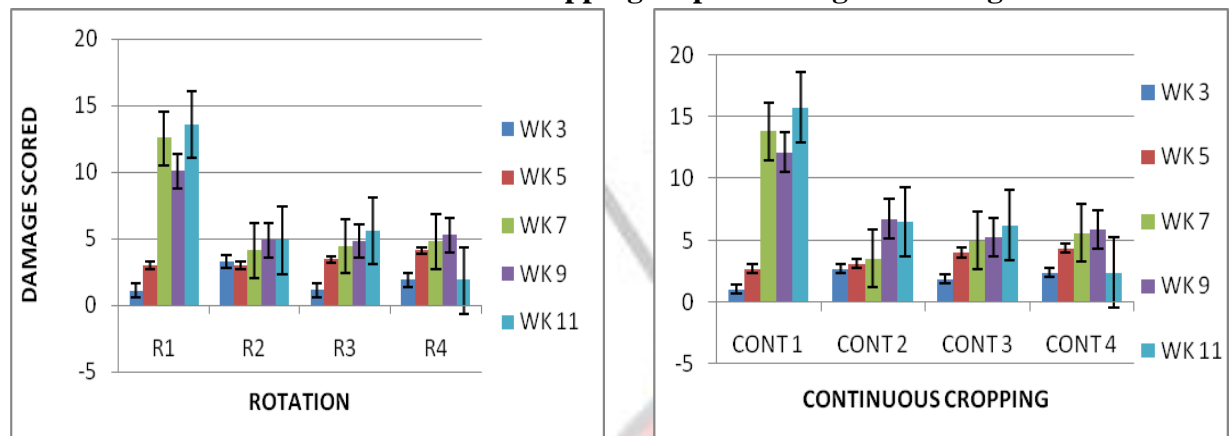 pping
20
15
10
5
0
-5
DAMAGE SCORED
R1 R2 R3 R4
ROTATION
WK 3
WK 5
WK 7
WK 9
WK 11
20
15
10
5
0
-5
CONT 1 CONT 2 CONT 3 CONT 4
CONTINUOUS CROPPING
WK 3
WK 5
WK 7
WK 9
WK 11